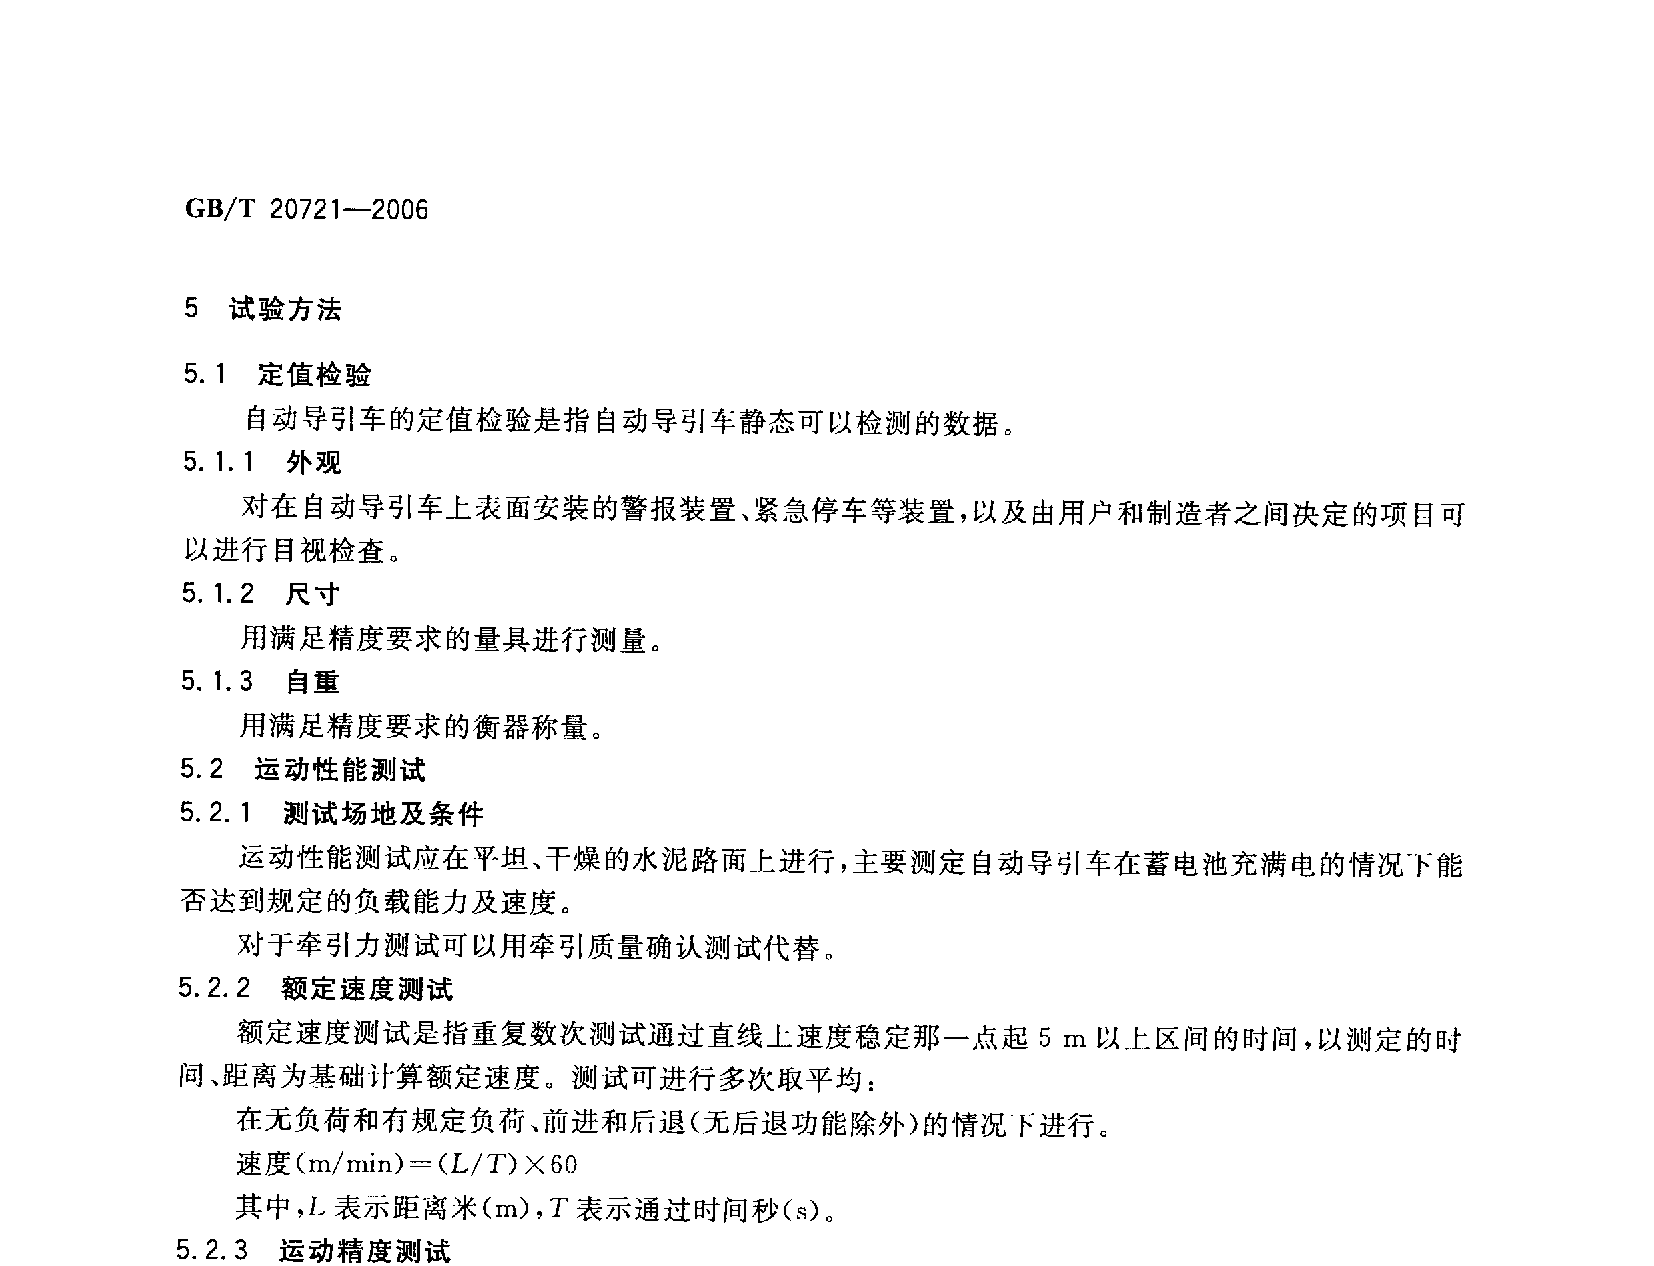 GB/T 20721—2006
5 试验方法
5.1 定值检验
自动导引车的定值检验是指自动导引车静态可以检测的数据。
5.1.1 外观
对在自动导引车上表面安装的警报装置、紧急停车等装置,以及由用户和制造者之间决定的项目可
以进行目视检查。
5.1.2 尺寸
用满足精度要求的量具进行测量。
5.1.3 自重
用满足精度要求的衡器称量。
5.2 运动性能测试
5.2.1 测试场地及条件
运动性能测试应在平坦、干燥的水泥路面上进行,主要测定自动导引车在蓄电池充满电的情况下能
否达到规定的负载能力及速度。
对于牵引力测试可以用牵引质量确认测试代替。
5.2.2 额定速度测试
额定速度测试是指重复数次测试通过直线上速度稳定那一点起 5 m 以上区间的时间,以测定的时
间、距离为基础计算额定速度。测试可进行多次取平均:
在无负荷和有规定负荷、前进和后退(无后退功能除外)的情况下进行。
速度(m/min)=(L/T)×60
其中,L 表示距离米(m),T 表示通过时间秒(s)。
5.2.3 运动精度测试